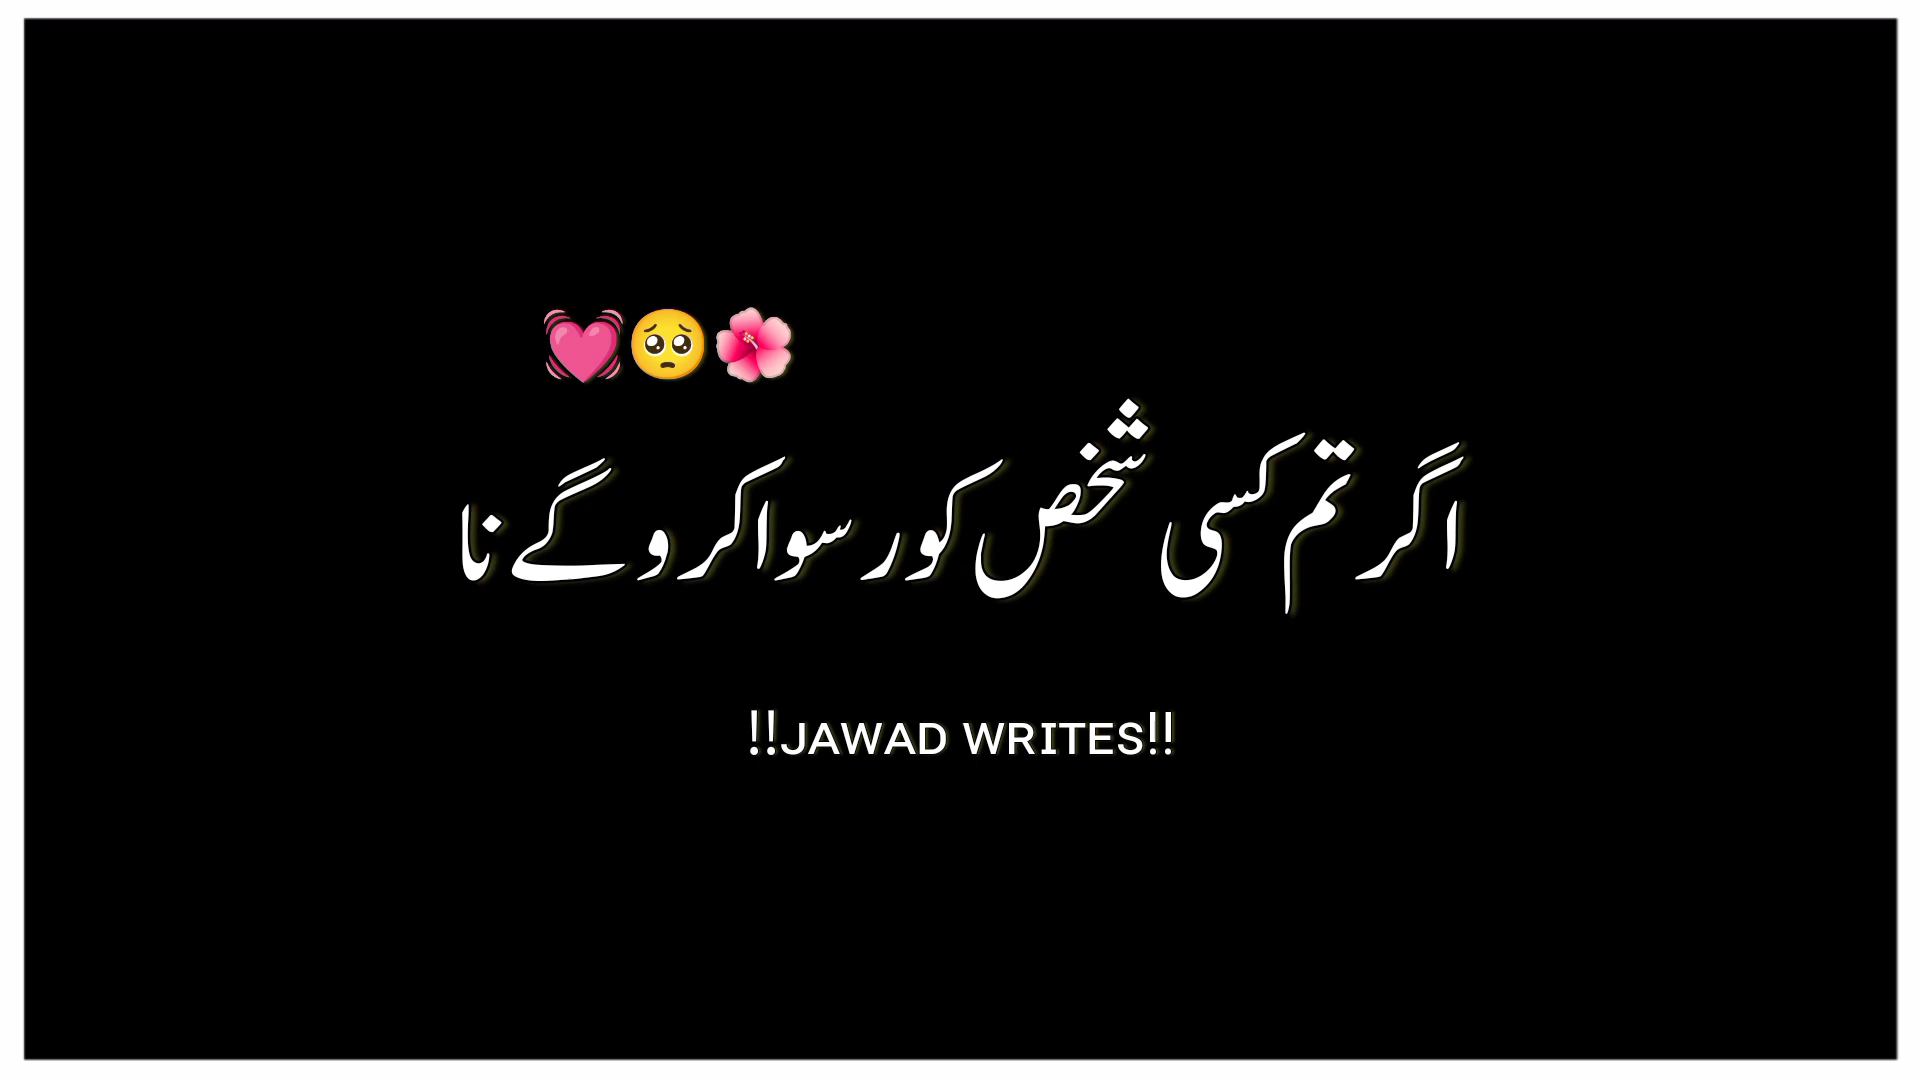 💓🥺🌺
اگر تم کسی شخص کو رسوا کرو گے نا
!!JAWAD WRITES!!